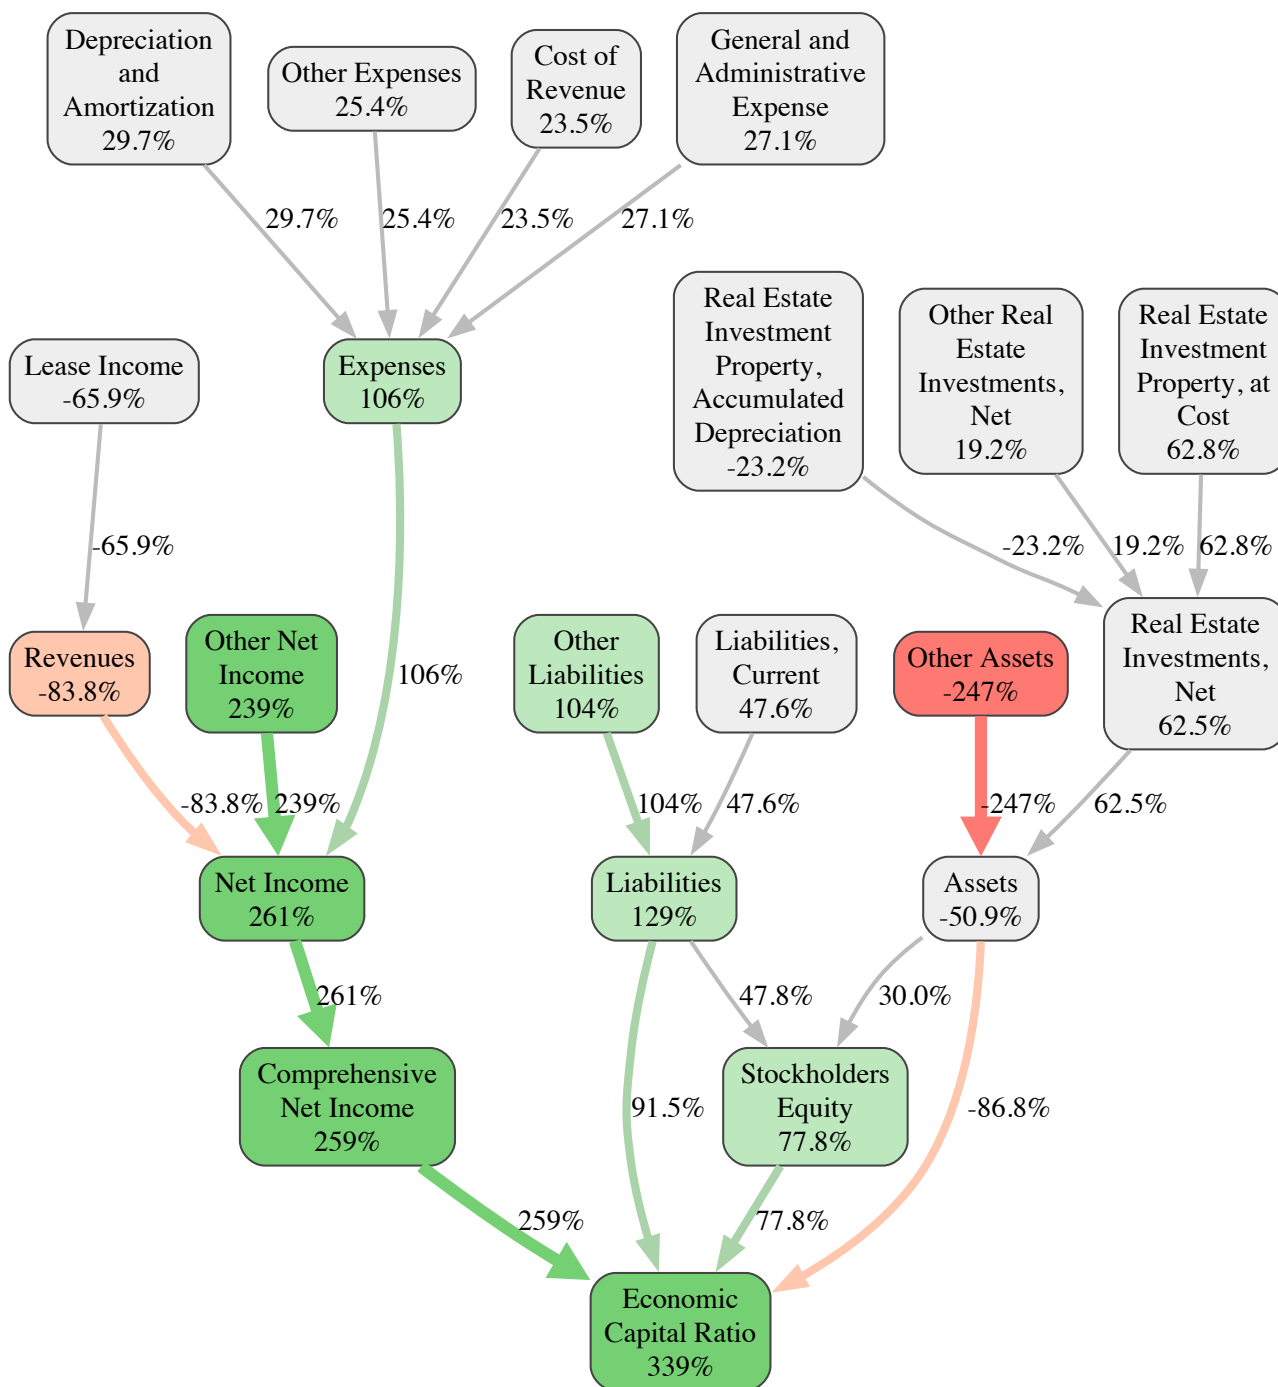 Depreciation
and
Amortization
29.7%
Other Expenses
25.4%
Cost of
Revenue
23.5%
General and
Administrative
Expense
27.1%
29.7%
25.4%
23.5%
27.1%
Real Estate
Investment
Property,
Accumulated
Depreciation
-23.2%
Other Real
Estate
Investments,
Net
19.2%
Real Estate
Investment
Property, at
Cost
62.8%
Lease Income
-65.9%
Expenses
106%
-65.9%
-23.2%
19.2%
62.8%
Revenues
-83.8%
Other Net
Income
239%
106%
Other
Liabilities
104%
Liabilities,
Current
47.6%
Other Assets
-247%
Real Estate
Investments,
Net
62.5%
-83.8%
239%
104%
47.6%
-247%
62.5%
Net Income
261%
Liabilities
129%
Assets
-50.9%
261%
47.8%
30.0%
Comprehensive
Net Income
259%
91.5%
Stockholders
Equity
77.8%
-86.8%
259%
77.8%
Economic
Capital Ratio
339%